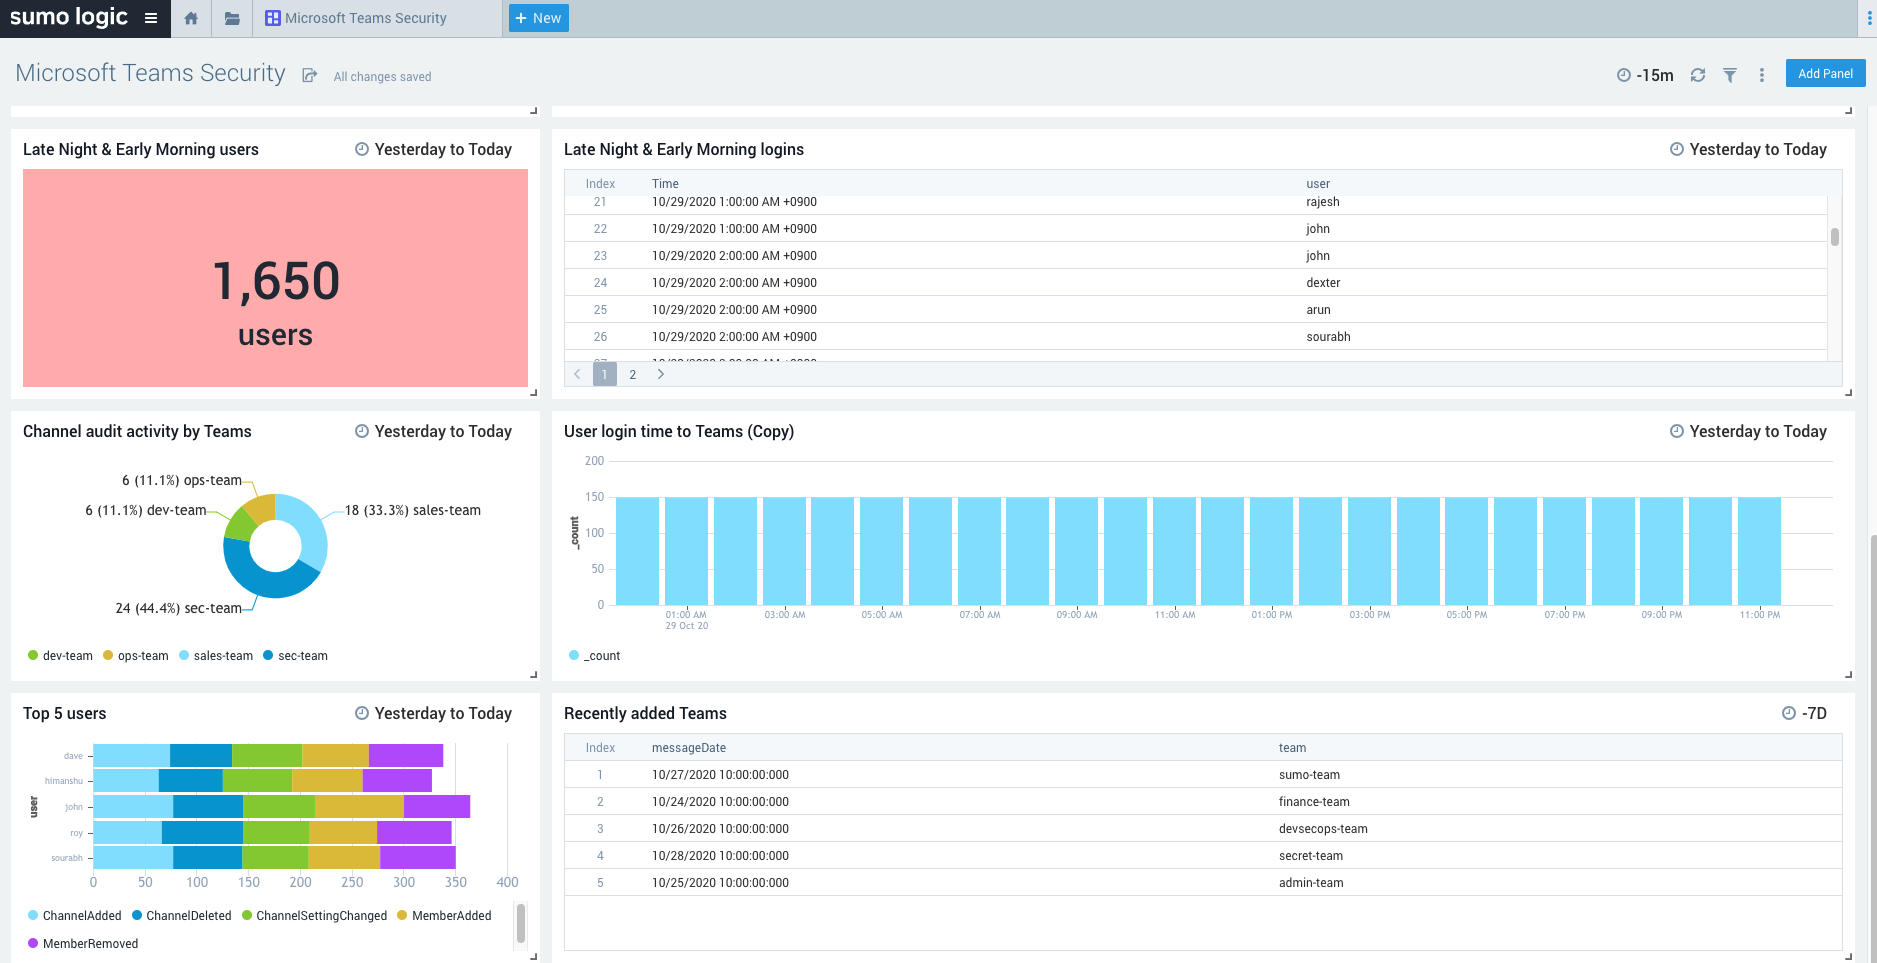 sumo logic
Microsoft Teams Security
+ New
Microsoft Teams Security
All changes saved
-15m
Add Panel
Late Night & Early Morning users
Yesterday to Today
1,650
users
Late Night & Early Morning logins
Yesterday to Today
Index Time user
21 10/29/2020 1:00:00 AM +0900 rajesh
22 10/29/2020 1:00:00 AM +0900 john
23 10/29/2020 2:00:00 AM +0900 john
24 10/29/2020 2:00:00 AM +0900 dexter
25 10/29/2020 2:00:00 AM +0900 arun
26 10/29/2020 2:00:00 AM +0900 sourabh
1 2
Channel audit activity by Teams
Yesterday to Today
6 (11.1%) ops-team
6 (11.1%) dev-team
18 (33.3%) sales-team
24 (44.4%) sec-team
dev-team ops-team sales-team sec-team
User login time to Teams (Copy)
Yesterday to Today
_count
200
150
100
50
0
01:00 AM 03:00 AM 05:00 AM 07:00 AM 09:00 AM 11:00 AM 01:00 PM 03:00 PM 05:00 PM 07:00 PM 09:00 PM 11:00 PM
29 Oct 20
_count
Top 5 users
Yesterday to Today
user
dave
himanshu
john
roy
sourabh
0 50 100 150 200 250 300 350 400
ChannelAdded ChannelDeleted ChannelSettingChanged MemberAdded
MemberRemoved
Recently added Teams
-7D
Index messageDate team
1 10/27/2020 10:00:00:000 sumo-team
2 10/24/2020 10:00:00:000 finance-team
3 10/26/2020 10:00:00:000 devsecops-team
4 10/28/2020 10:00:00:000 secret-team
5 10/25/2020 10:00:00:000 admin-team